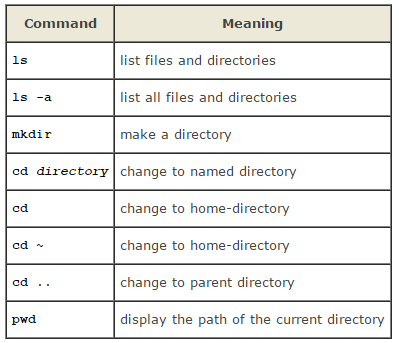 Command Meaning
ls list files and directories
ls -a list all files and directories
mkdir make a directory
cd directory change to named directory
cd change to home-directory
cd ~ change to home-directory
cd .. change to parent directory
pwd display the path of the current directory